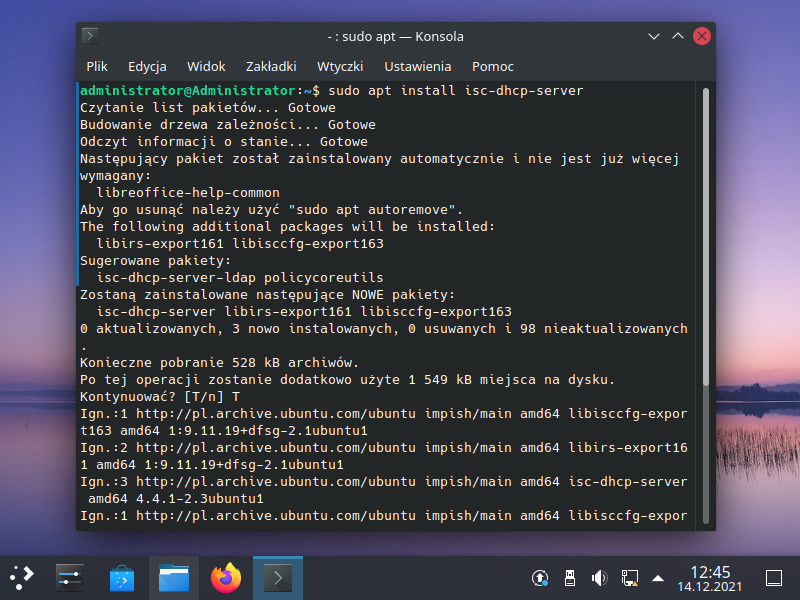 - : sudo apt — Konsola
Plik Edycja Widok Zakładki Wtyczki Ustawienia Pomoc
administrator@Administrator:~$ sudo apt install isc-dhcp-server
Czytanie list pakietów... Gotowe
Budowanie drzewa zależności... Gotowe
Odczyt informacji o stanie... Gotowe
Następujący pakiet został zainstalowany automatycznie i nie jest już więcej
wymagany:
  libreoffice-help-common
Aby go usunąć należy użyć "sudo apt autoremove".
The following additional packages will be installed:
  libirs-export161 libisccfg-export163
Sugerowane pakiety:
  isc-dhcp-server-ldap policycoreutils
Zostaną zainstalowane następujące NOWE pakiety:
  isc-dhcp-server libirs-export161 libisccfg-export163
0 aktualizowanych, 3 nowo instalowanych, 0 usuwanych i 98 nieaktualizowanych
.
Konieczne pobranie 528 kB archiwów.
Po tej operacji zostanie dodatkowo użyte 1 549 kB miejsca na dysku.
Kontynuować? [T/n] T
Ign.:1 http://pl.archive.ubuntu.com/ubuntu impish/main amd64 libisccfg-expor
t163 amd64 1:9.11.19+dfsg-2.1ubuntu1
Ign.:2 http://pl.archive.ubuntu.com/ubuntu impish/main amd64 libirs-export16
1 amd64 1:9.11.19+dfsg-2.1ubuntu1
Ign.:3 http://pl.archive.ubuntu.com/ubuntu impish/main amd64 isc-dhcp-server
 amd64 4.4.1-2.3ubuntu1
Ign.:1 http://pl.archive.ubuntu.com/ubuntu impish/main amd64 libisccfg-expor
12:45
14.12.2021